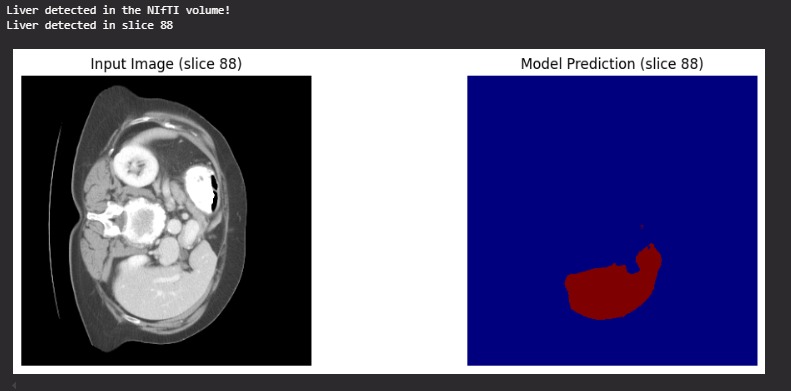 Liver detected in the NIfTI volume!
Liver detected in slice 88
Input Image (slice 88)
Model Prediction (slice 88)